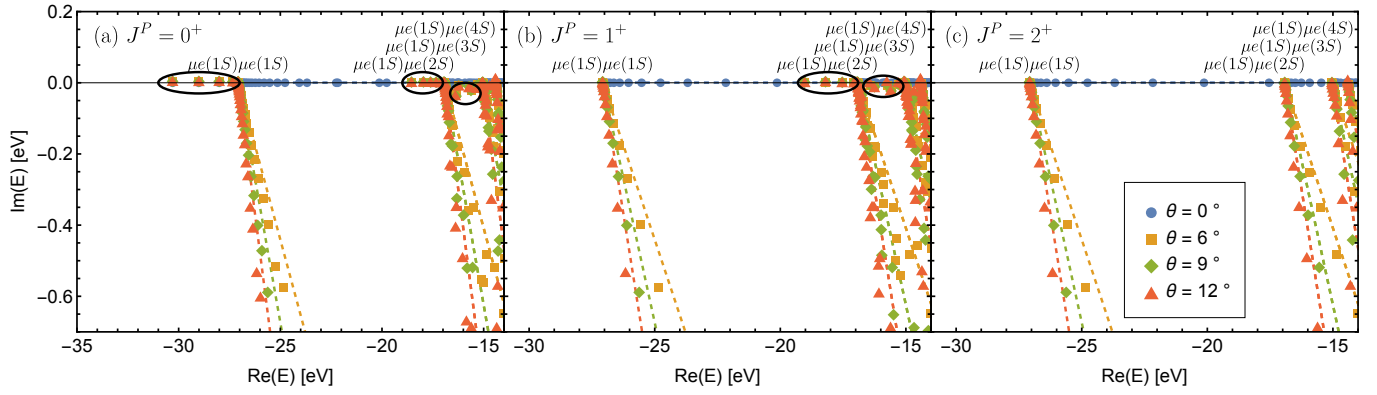 (a) J^P = 0^+
μe(1S)μe(4S)
μe(1S)μe(3S)
μe(1S)μe(1S)
μe(1S)μe(2S)
(b) J^P = 1^+
μe(1S)μe(4S)
μe(1S)μe(3S)
μe(1S)μe(1S)
μe(1S)μe(2S)
(c) J^P = 2^+
μe(1S)μe(4S)
μe(1S)μe(3S)
μe(1S)μe(1S)
μe(1S)μe(2S)
Im(E) [eV]
0.2
0.0
−0.2
−0.4
−0.6
θ = 0 °
θ = 6 °
θ = 9 °
θ = 12 °
−35 −30 −25 −20 −15
−30 −25 −20 −15
−30 −25 −20 −15
Re(E) [eV]
Re(E) [eV]
Re(E) [eV]